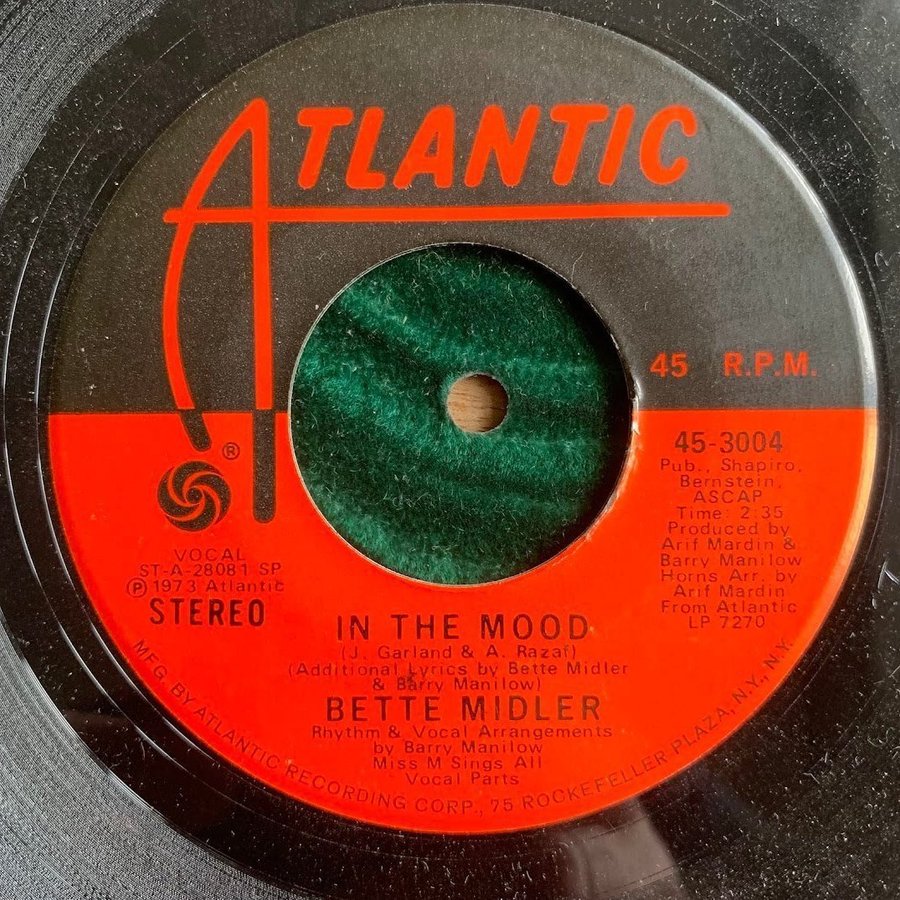 ATLANTIC
45 R.P.M.
®
VOCAL
ST-A-28081 SP
Ⓟ 1973 Atlantic
STEREO
45-3004
Pub., Shapiro,
Bernstein,
ASCAP
Time: 2:35
Produced by
Arif Mardin &
Barry Manilow
Horns Arr. by
Arif Mardin
From Atlantic
LP 7270
IN THE MOOD
(J. Garland & A. Razaf)
(Additional Lyrics by Bette Midler
& Barry Manilow)
BETTE MIDLER
Rhythm & Vocal Arrangements
by Barry Manilow
Miss M Sings All
Vocal Parts
MFG. BY ATLANTIC RECORDING CORP., 75 ROCKEFELLER PLAZA, N.Y., N.Y.